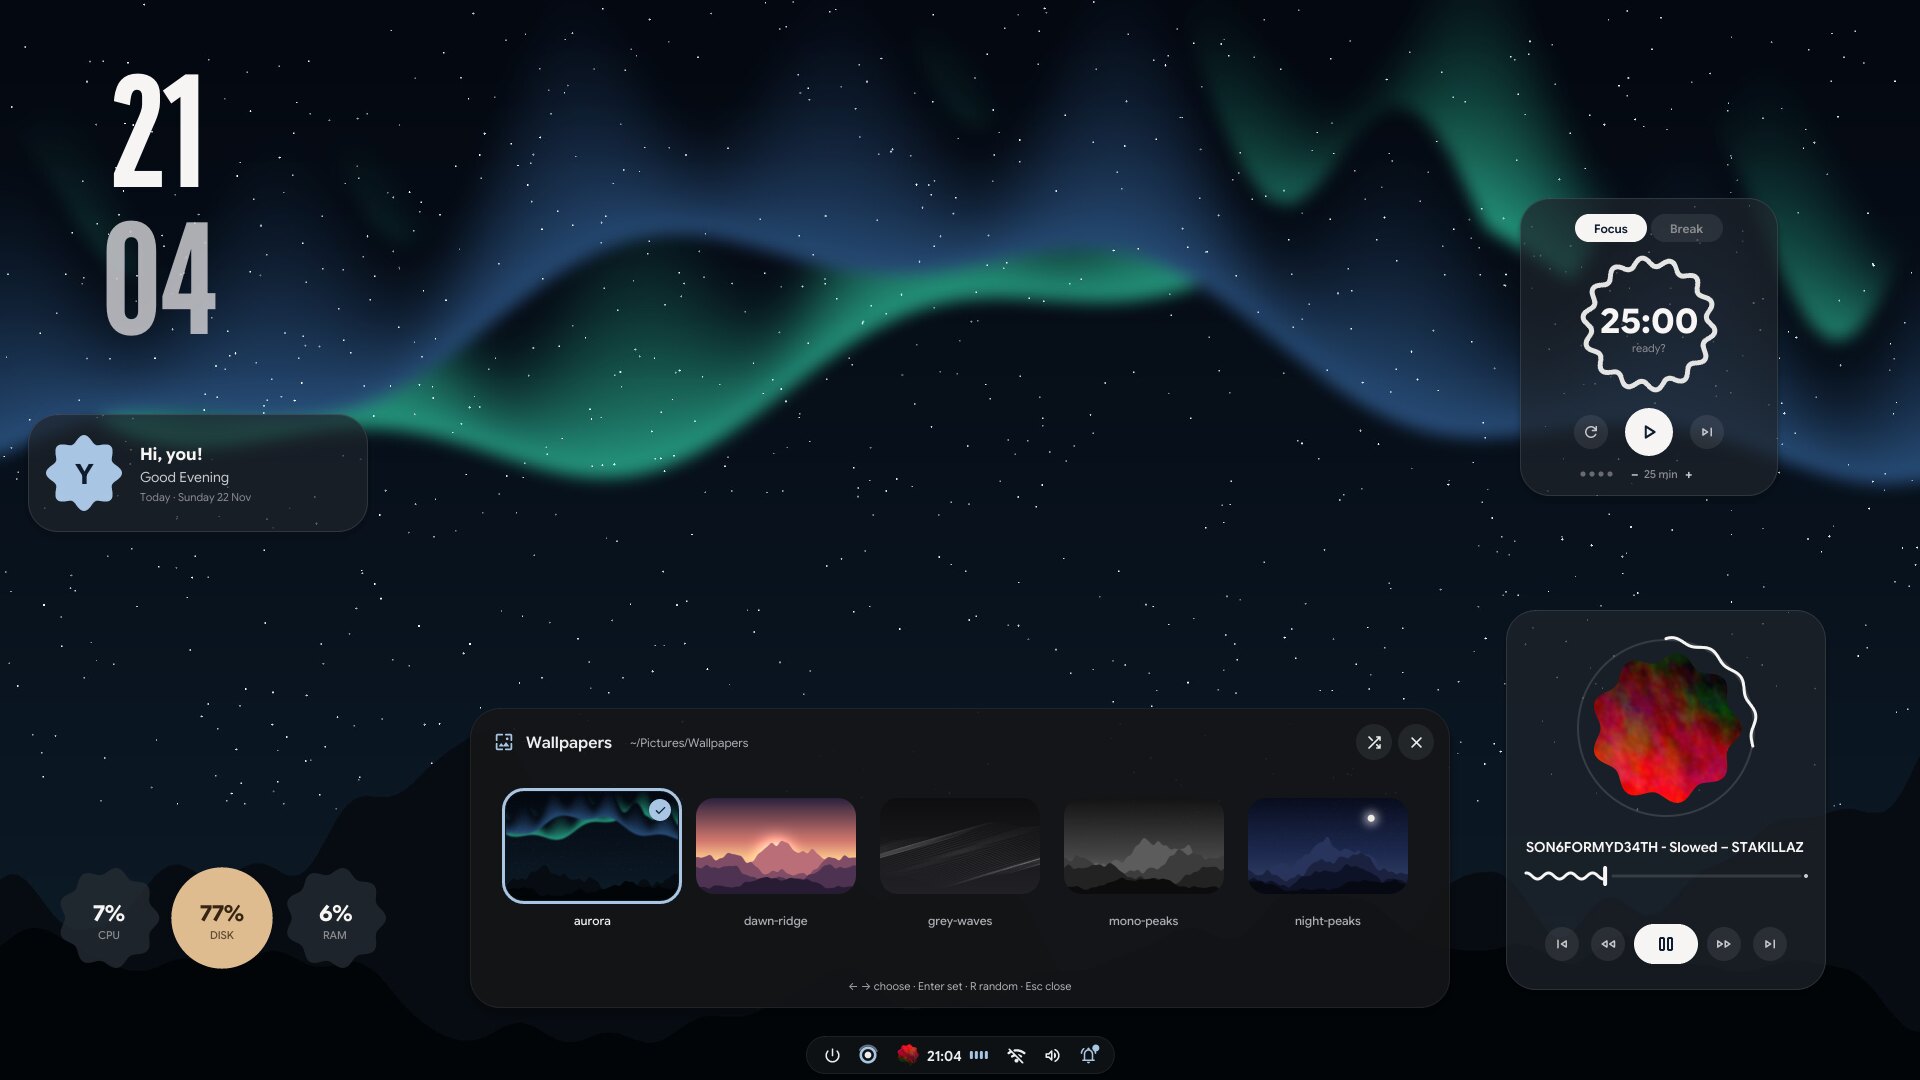 21
04
Hi, you!
Good Evening
Today · Sunday 22 Nov
Y
7%
CPU
77%
DISK
6%
RAM
Focus
Break
25:00
ready?
− 25 min +
SON6FORMYD34TH - Slowed – STAKILLAZ
Wallpapers ~/Pictures/Wallpapers
aurora
dawn-ridge
grey-waves
mono-peaks
night-peaks
← → choose · Enter set · R random · Esc close
21:04